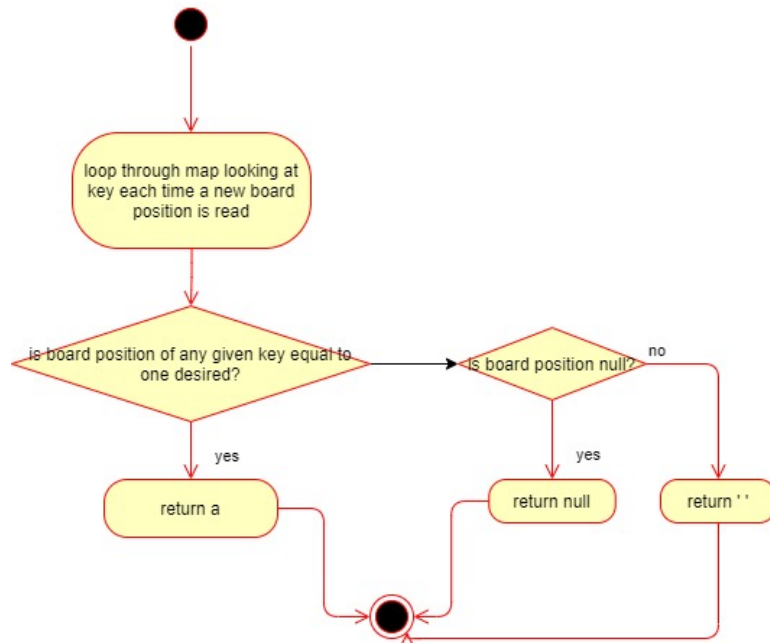 loop through map looking at
key each time a new board
position is read
is board position of any given key equal to
one desired?
Is board position null?
no
yes
yes
return a
return null
return ' '